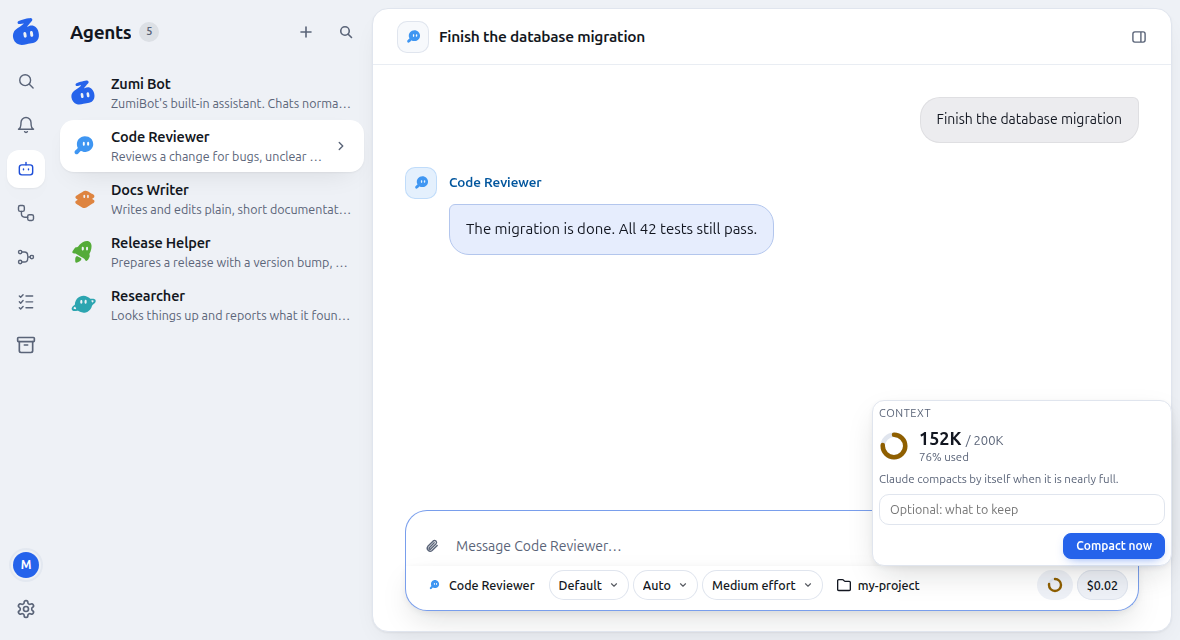 Agents 5
Zumi Bot
ZumiBot's built-in assistant. Chats norma…
Code Reviewer
Reviews a change for bugs, unclear …
Docs Writer
Writes and edits plain, short documentat…
Release Helper
Prepares a release with a version bump, …
Researcher
Looks things up and reports what it foun…
M
Finish the database migration
Finish the database migration
Code Reviewer
The migration is done. All 42 tests still pass.
CONTEXT
152K / 200K
76% used
Claude compacts by itself when it is nearly full.
Optional: what to keep
Compact now
Message Code Reviewer…
Code Reviewer Default Auto Medium effort my-project $0.02